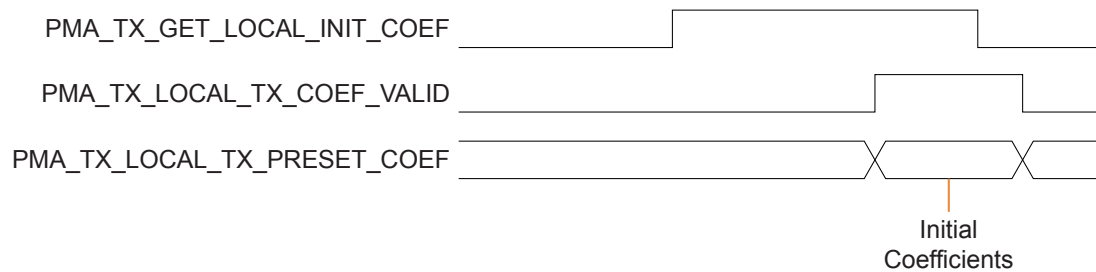 PMA_TX_GET_LOCAL_INIT_COEF
PMA_TX_LOCAL_TX_COEF_VALID
PMA_TX_LOCAL_TX_PRESET_COEF
Initial
Coefficients